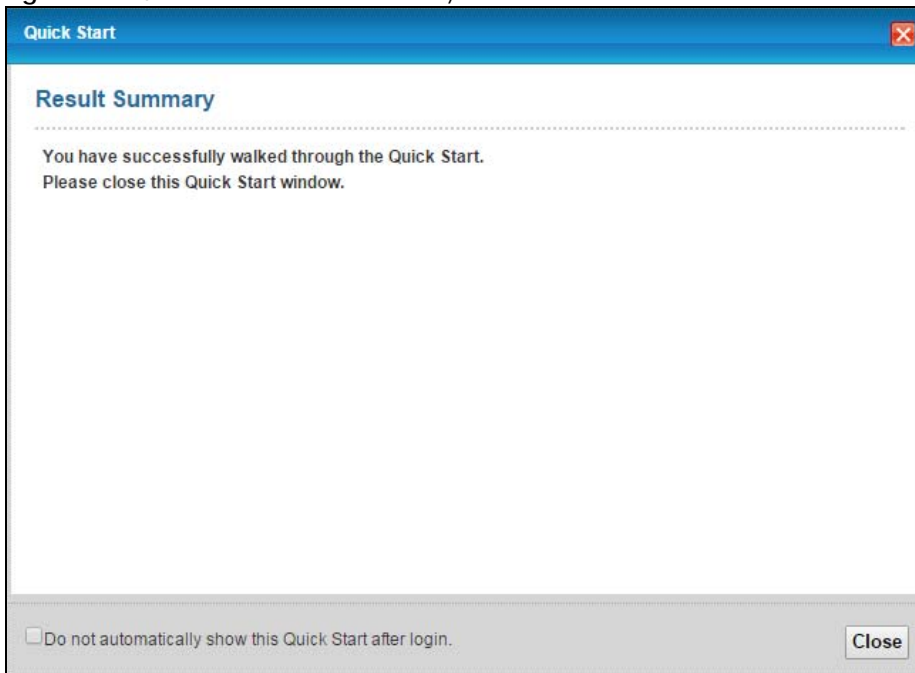 Quick Start
Result Summary
You have successfully walked through the Quick Start.
Please close this Quick Start window.
Do not automatically show this Quick Start after login.
Close